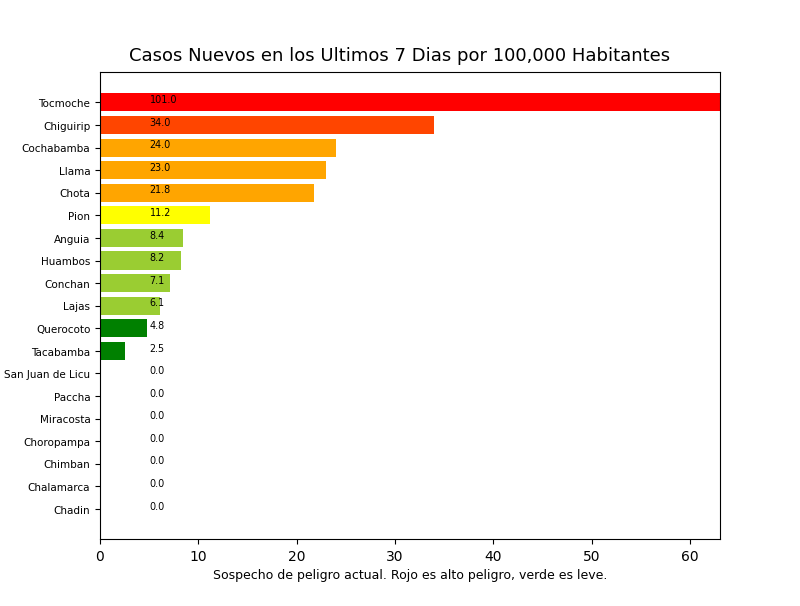 Casos Nuevos en los Ultimos 7 Dias por 100,000 Habitantes
Tocmoche 101.0
Chiguirip 34.0
Cochabamba 24.0
Llama 23.0
Chota 21.8
Pion 11.2
Anguia 8.4
Huambos 8.2
Conchan 7.1
Lajas 6.1
Querocoto 4.8
Tacabamba 2.5
San Juan de Licu 0.0
Paccha 0.0
Miracosta 0.0
Choropampa 0.0
Chimban 0.0
Chalamarca 0.0
Chadin 0.0
0 10 20 30 40 50 60
Sospecho de peligro actual. Rojo es alto peligro, verde es leve.